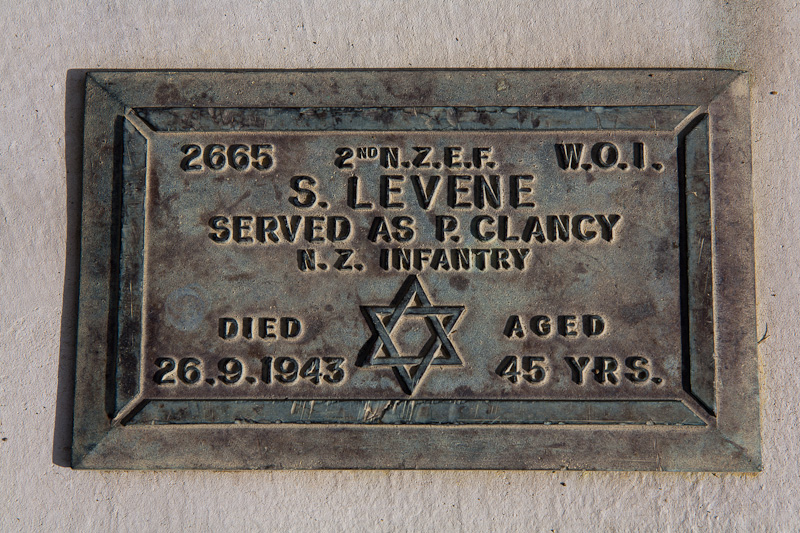 2665 2ND N.Z.E.F. W.O.I.
S. LEVENE
SERVED AS P. CLANCY
N.Z. INFANTRY
DIED AGED
26.9.1943 45 YRS.